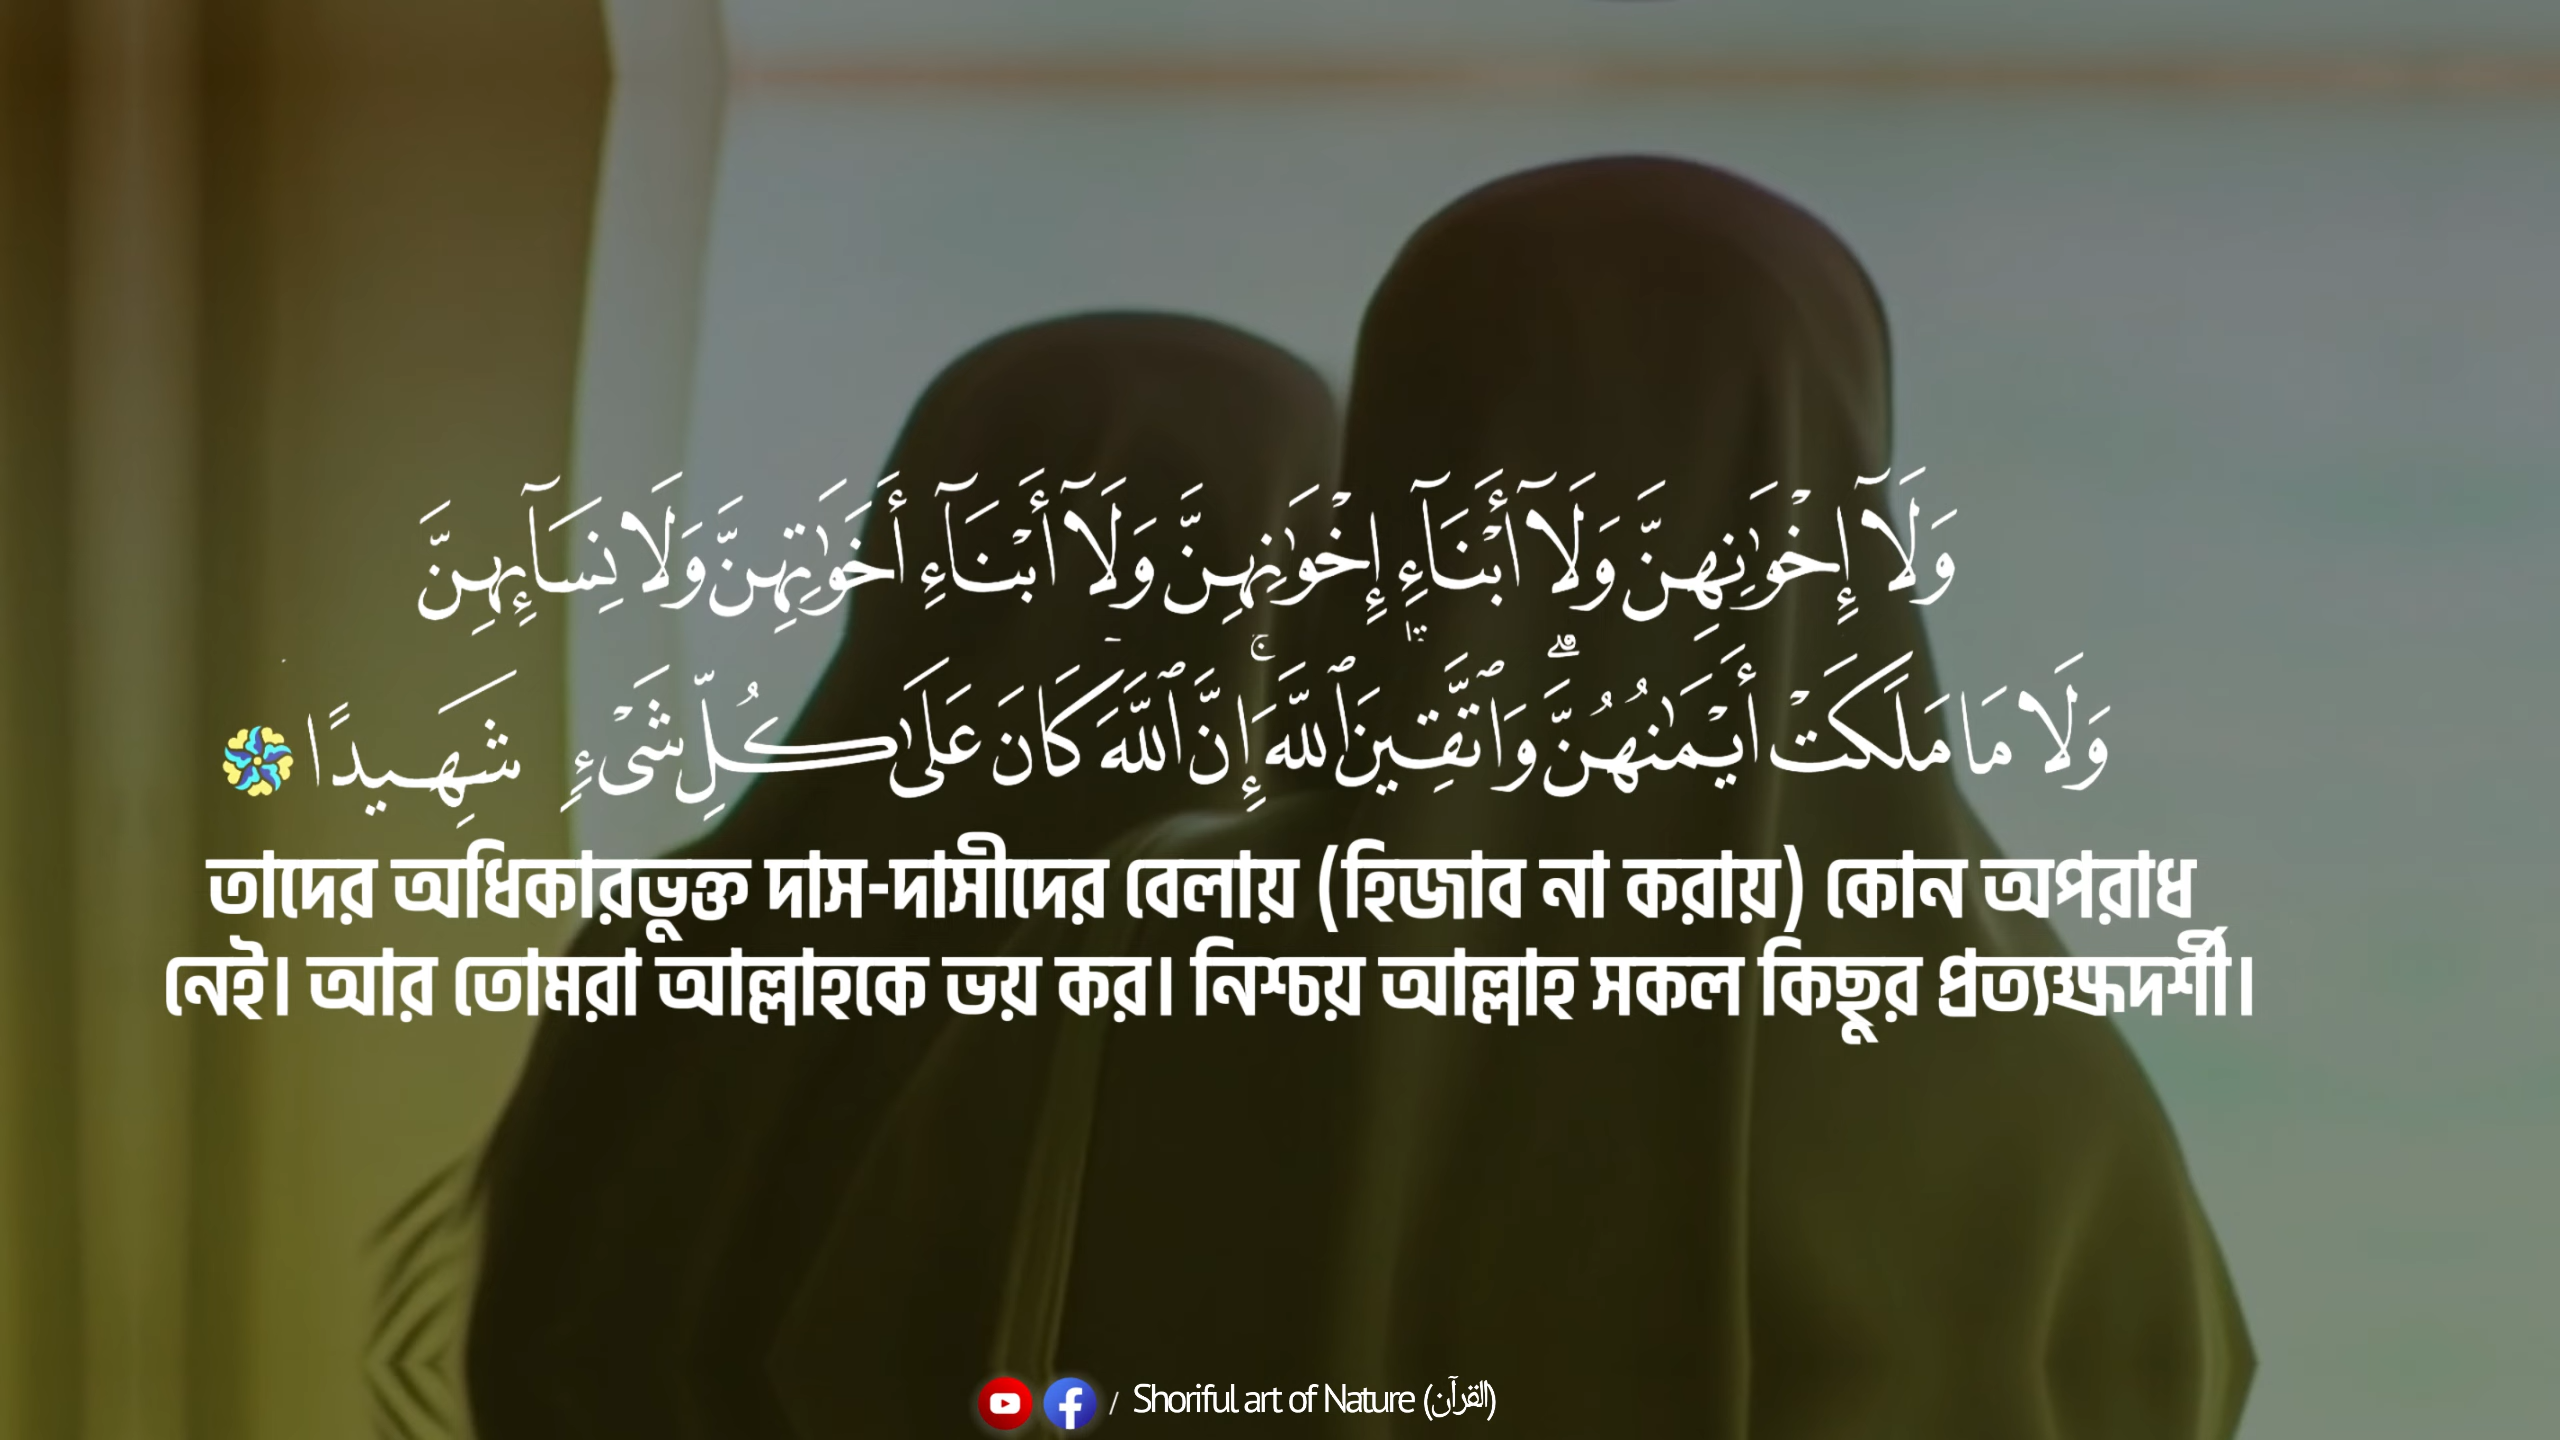 وَلَآ إِخْوَٰنِهِنَّ وَلَآ أَبْنَآءِ إِخْوَٰنِهِنَّ وَلَآ أَبْنَآءِ أَخَوَٰتِهِنَّ وَلَا نِسَآئِهِنَّ
وَلَا مَا مَلَكَتْ أَيْمَٰنُهُنَّ ۗ وَٱتَّقِينَ ٱللَّهَ ۚ إِنَّ ٱللَّهَ كَانَ عَلَىٰ كُلِّ شَىْءٍ شَهِيدًا
তাদের অধিকারভুক্ত দাস-দাসীদের বেলায় (হিজাব না করায়) কোন অপরাধ
নেই। আর তোমরা আল্লাহকে ভয় কর। নিশ্চয় আল্লাহ সকল কিছুর প্রত্যক্ষদর্শী।
/ Shoriful art of Nature (القرآن)